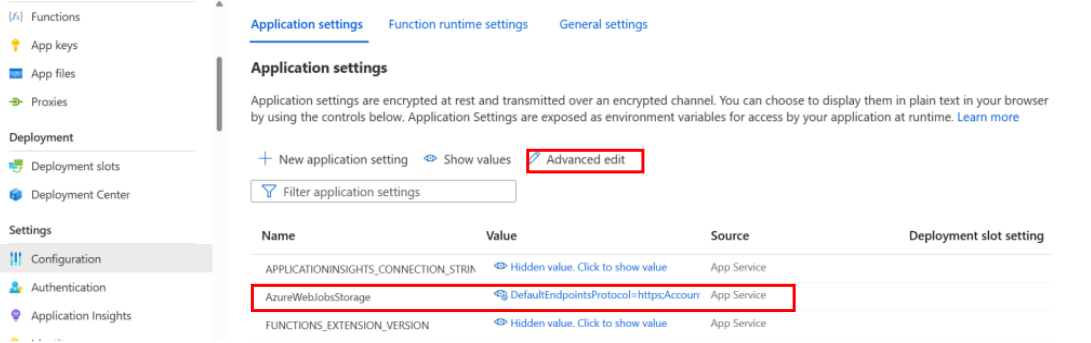 Functions
App keys
App files
Proxies
Deployment
Deployment slots
Deployment Center
Settings
Configuration
Authentication
Application Insights
Application settings Function runtime settings General settings
Application settings
Application settings are encrypted at rest and transmitted over an encrypted channel. You can choose to display them in plain text in your browser
by using the controls below. Application Settings are exposed as environment variables for access by your application at runtime. Learn more
New application setting Show values Advanced edit
Filter application settings
Name Value Source Deployment slot setting
APPLICATIONINSIGHTS_CONNECTION_STRIN Hidden value. Click to show value App Service
AzureWebJobsStorage DefaultEndpointsProtocol=https;Accoun App Service
FUNCTIONS_EXTENSION_VERSION Hidden value. Click to show value App Service